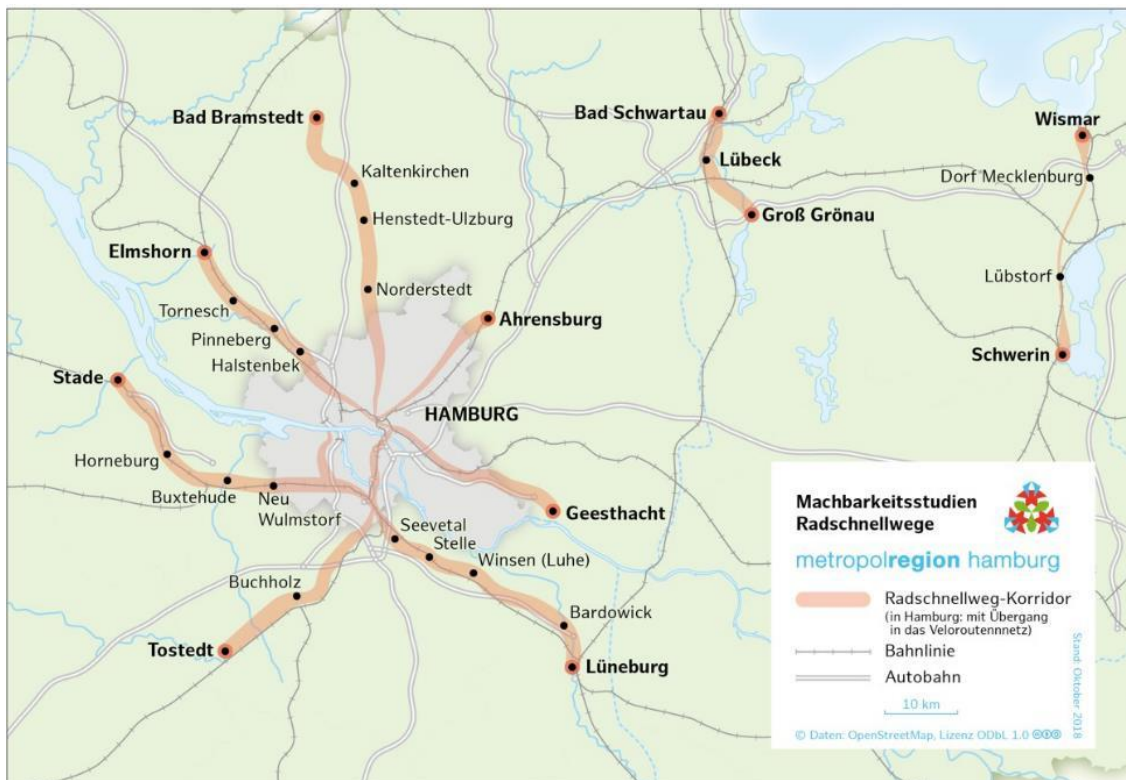 Bad Bramstedt
Bad Schwartau
Wismar
Kaltenkirchen
Lübeck
Dorf Mecklenburg
Henstedt-Ulzburg
Groß Grönau
Elmshorn
Norderstedt
Lübstorf
Tornesch
Ahrensburg
Pinneberg
Halstenbek
Schwerin
Stade
HAMBURG
Horneburg
Buxtehude
Neu
Wulmstorf
Geesthacht
Seevetal
Stelle
Winsen (Luhe)
Buchholz
Bardowick
Tostedt
Lüneburg
Machbarkeitsstudien
Radschnellwege
metropolregion hamburg
Radschnellweg-Korridor
(in Hamburg: mit Übergang
in das Veloroutennnetz)
Bahnlinie
Autobahn
10 km
© Daten: OpenStreetMap, Lizenz ODbL 1.0
Stand: Oktober 2018